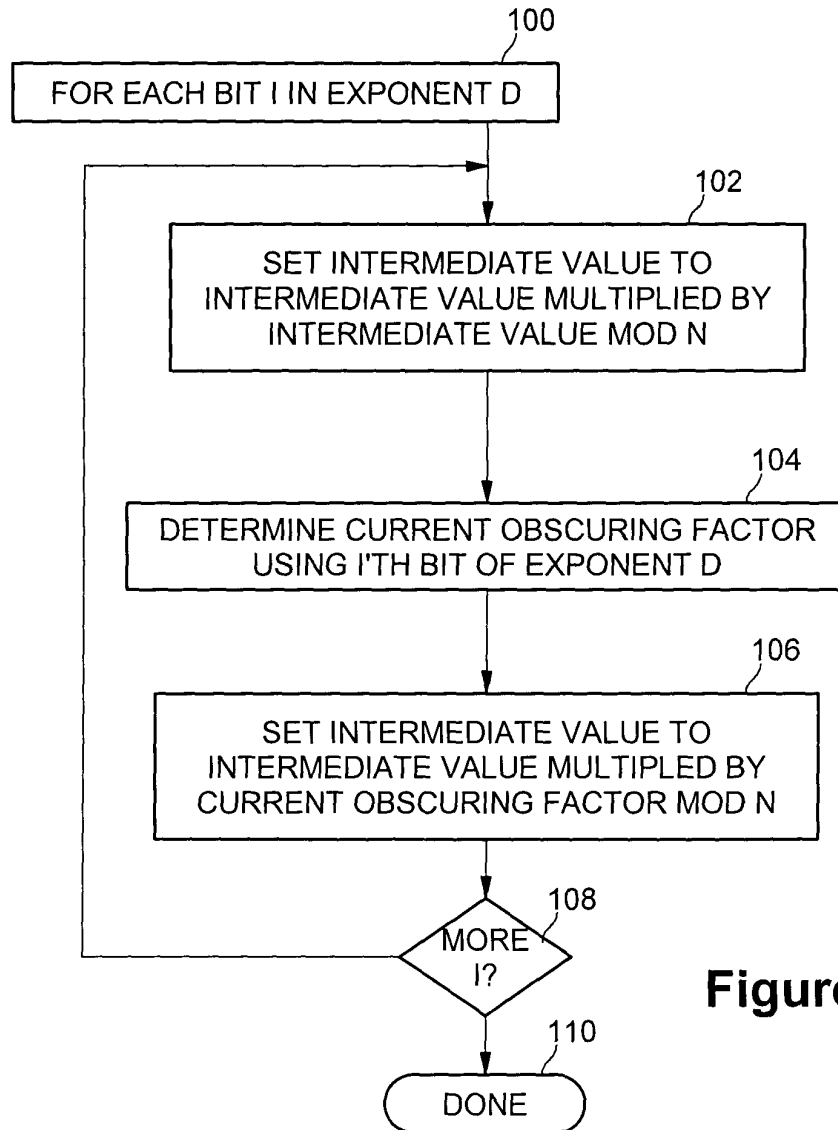 100
FOR EACH BIT I IN EXPONENT D
102
SET INTERMEDIATE VALUE TO
INTERMEDIATE VALUE MULTIPLIED BY
INTERMEDIATE VALUE MOD N
104
DETERMINE CURRENT OBSCURING FACTOR
USING I'TH BIT OF EXPONENT D
106
SET INTERMEDIATE VALUE TO
INTERMEDIATE VALUE MULTIPLED BY
CURRENT OBSCURING FACTOR MOD N
108
MORE
I?
Figure
110
DONE